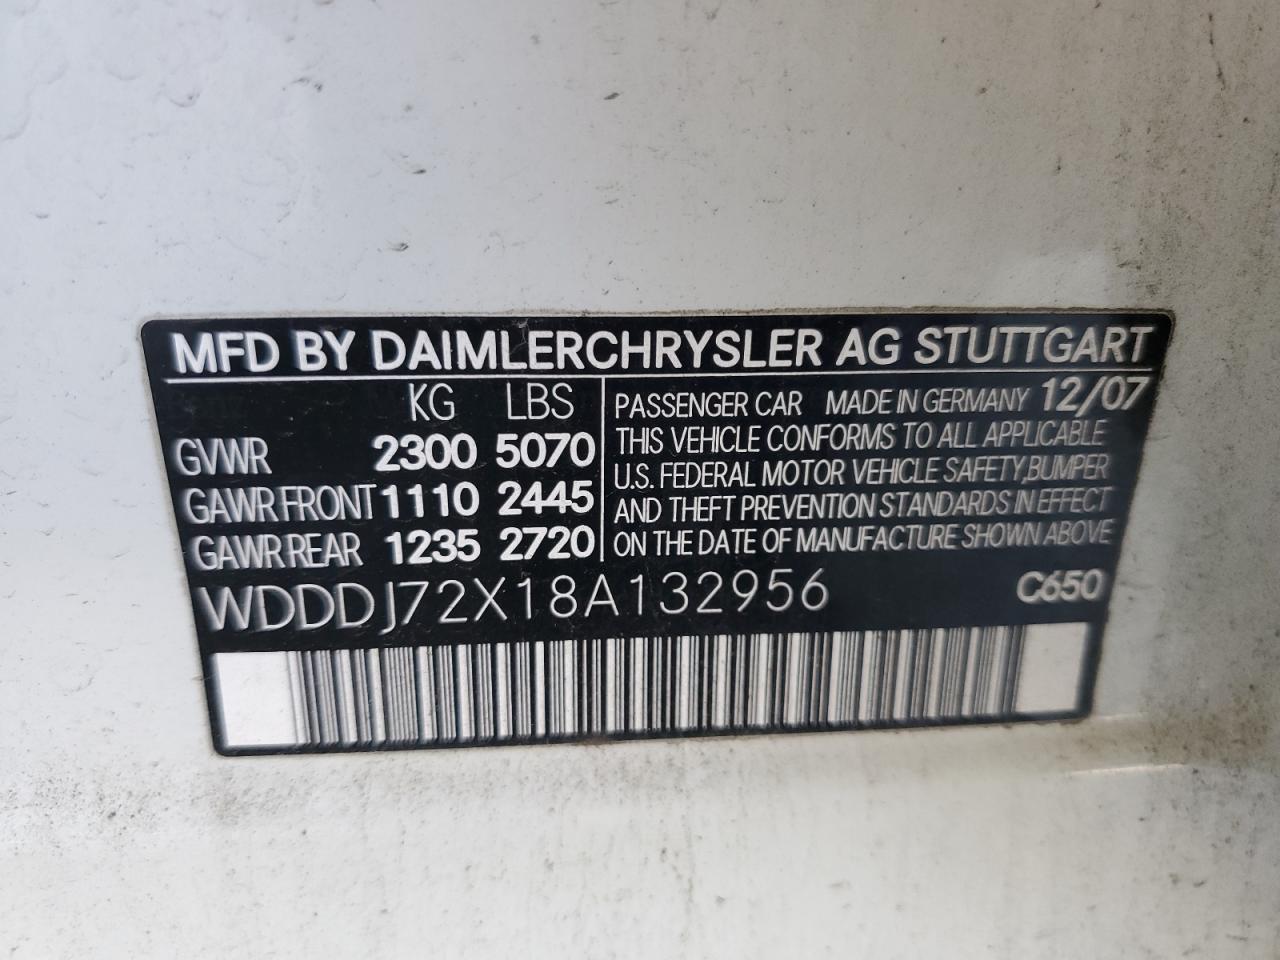 MFD BY DAIMLERCHRYSLER AG STUTTGART
KG LBS
GVWR 2300 5070
GAWR FRONT 1110 2445
GAWR REAR 1235 2720
PASSENGER CAR MADE IN GERMANY 12/07
THIS VEHICLE CONFORMS TO ALL APPLICABLE
U.S. FEDERAL MOTOR VEHICLE SAFETY,BUMPER
AND THEFT PREVENTION STANDARDS IN EFFECT
ON THE DATE OF MANUFACTURE SHOWN ABOVE
WDDDJ72X18A132956 C650